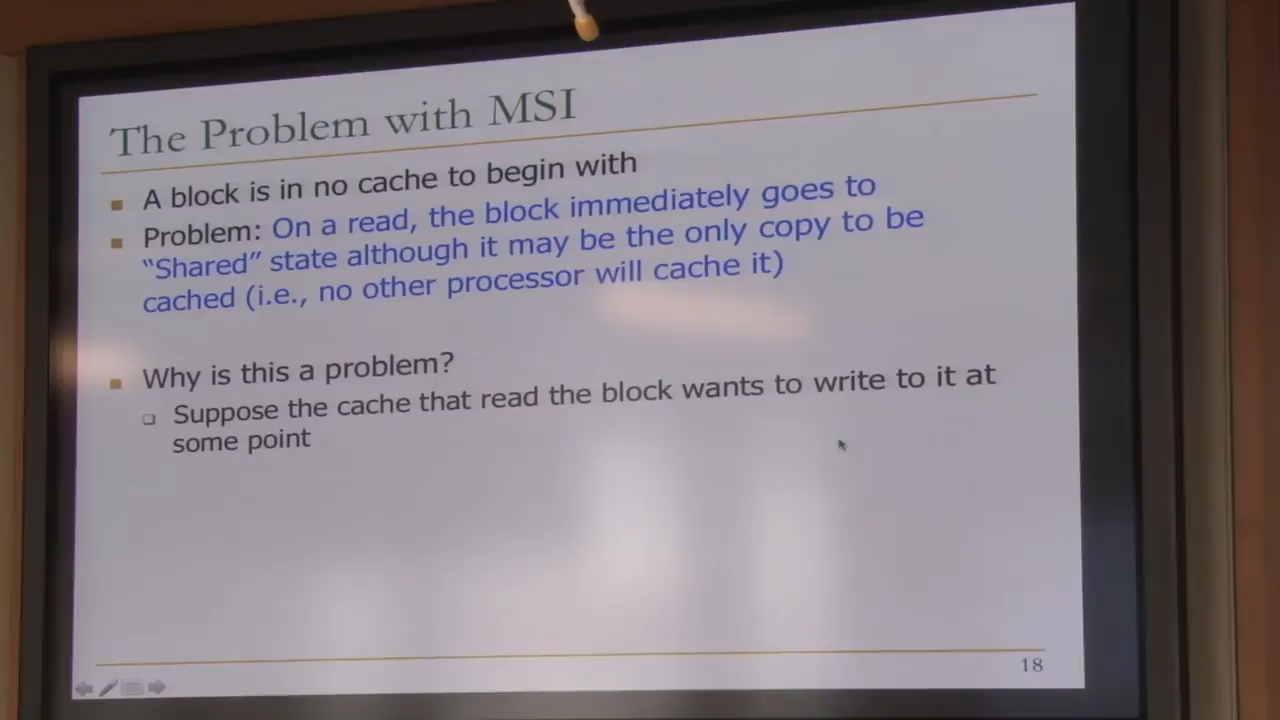 The Problem with MSI
A block is in no cache to begin with
Problem: On a read, the block immediately goes to
“Shared” state although it may be the only copy to be
cached (i.e., no other processor will cache it)
Why is this a problem?
Suppose the cache that read the block wants to write to it at
some point
18